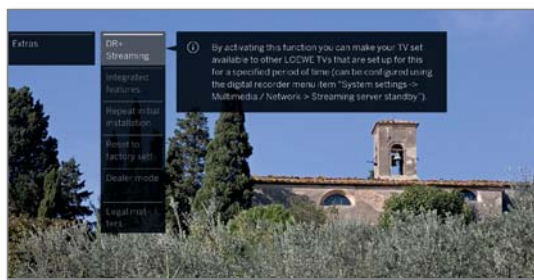 Extras
DR+
Streaming
Integrated
features
Repeat initial
installation
Reset to
factory sett-
Dealer mode
Legal mat-
ters
By activating this function you can make your TV set
available to other LOEWE TVs that are set up for this
for a specified period of time (can be configured using
the digital recorder menu item "System settings ->
Multimedia / Network -> Streaming server standby").